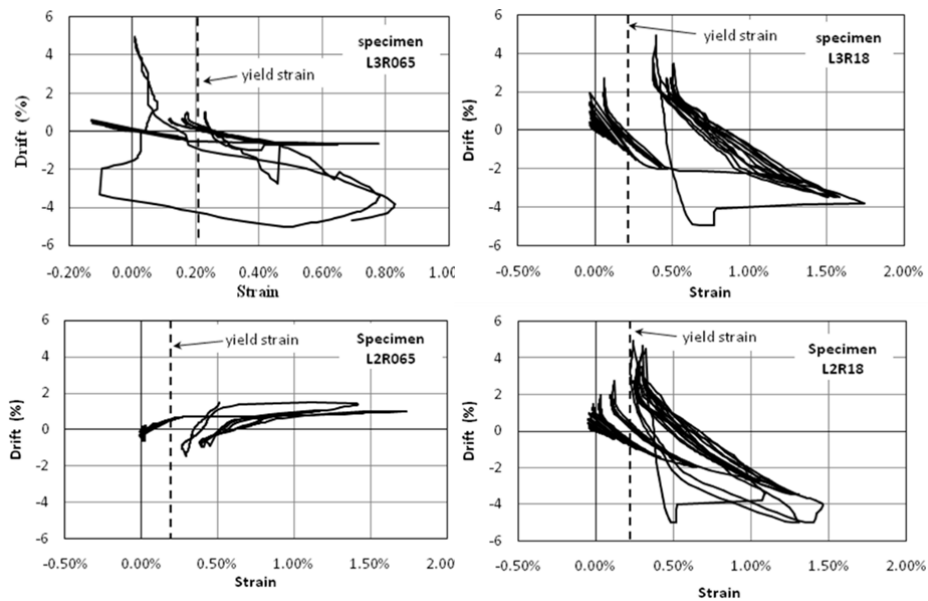 6
4
2
0
-2
-4
-6
Drift (%)
specimen
L3R065
yield strain
-0.20% 0.00% 0.20% 0.40% 0.60% 0.80% 1.00
Strain
6
4
2
0
-2
-4
-6
Drift (%)
yield strain
specimen
L3R18
-0.50% 0.00% 0.50% 1.00% 1.50% 2.00%
Strain
6
4
2
0
-2
-4
-6
Drift (%)
yield strain
Specimen
L2R065
-0.50% 0.00% 0.50% 1.00% 1.50% 2.00
Strain
6
4
2
0
-2
-4
-6
Drift (%)
yield strain
Specimen
L2R18
-0.50% 0.00% 0.50% 1.00% 1.50% 2.00%
Strain